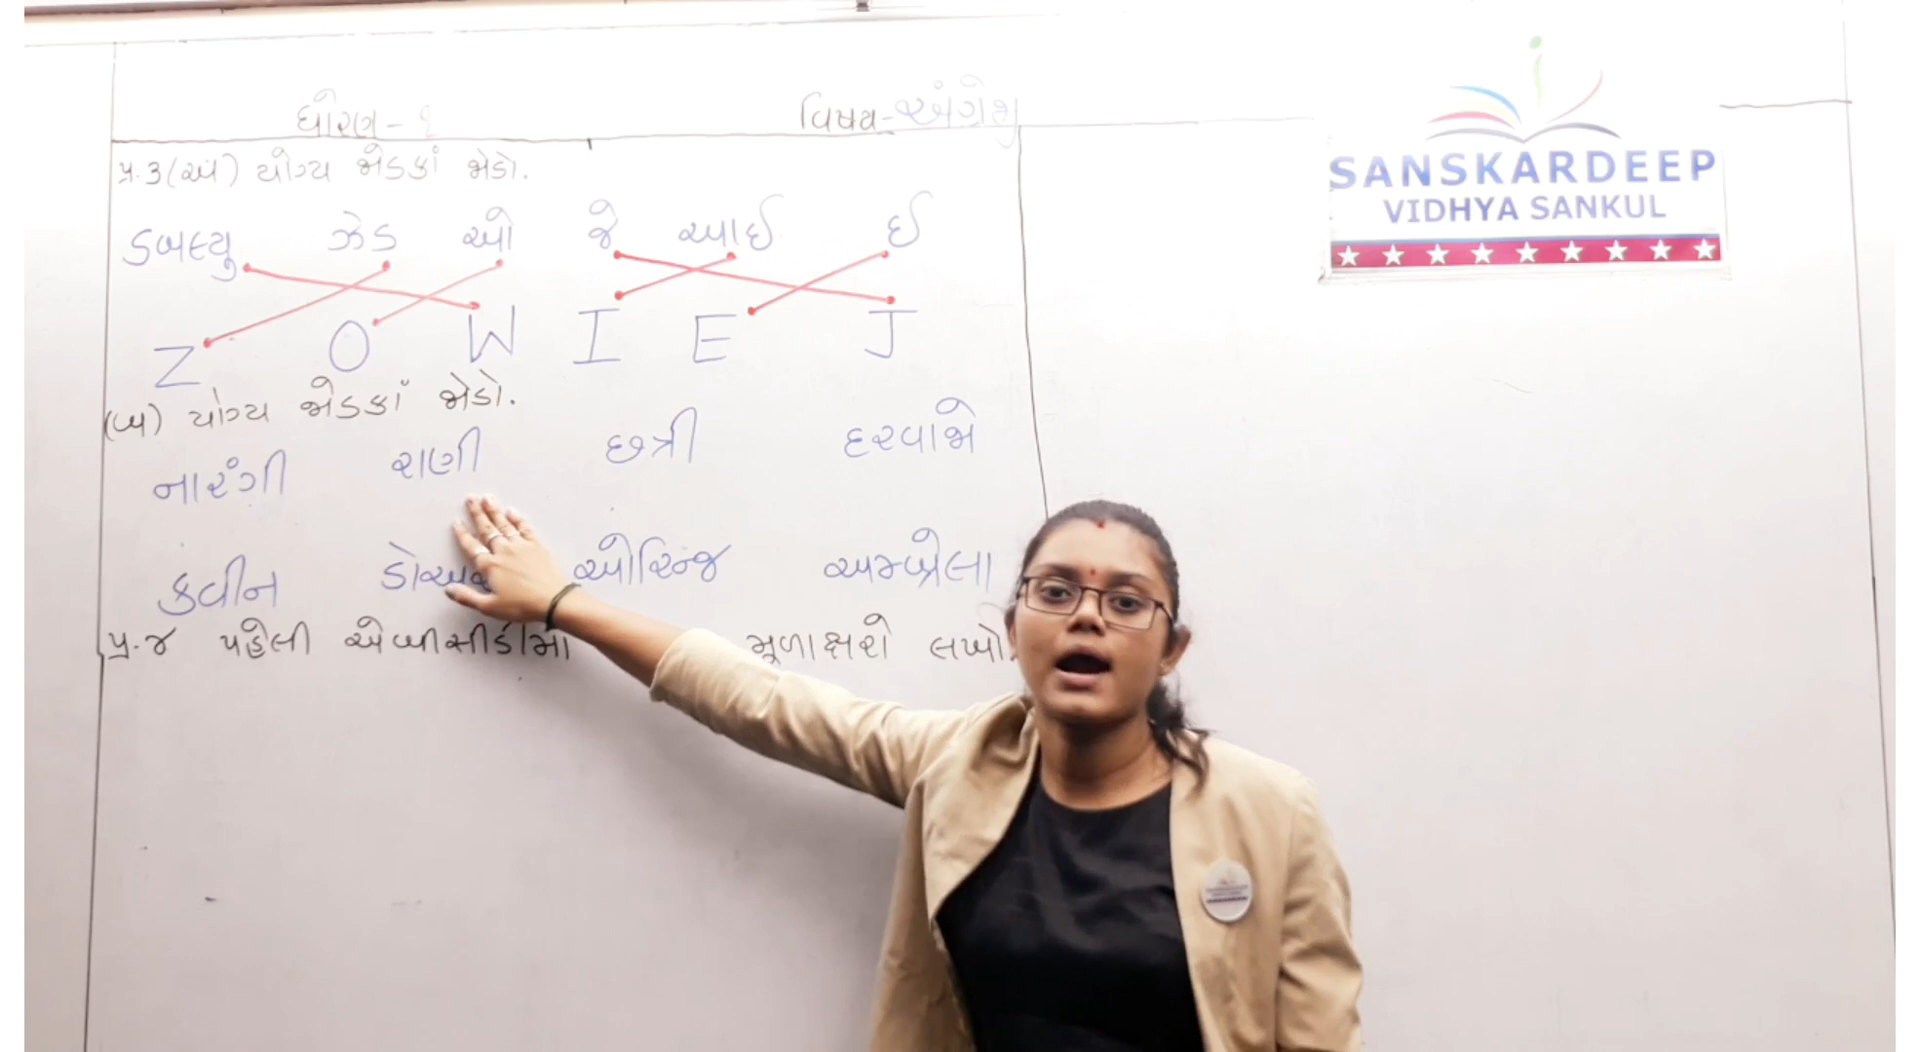 ધોરણ - ૧ વિષય - અંગ્રેજી
પ્ર.૩ (અ) યોગ્ય જોડકાં જોડો.
ડબલ્યુ ઝેડ ઓ જે આઈ ઈ
Z O W I E J
(બ) યોગ્ય જોડકાં જોડો.
નારંગી રાણી છત્રી દરવાજો
ક્વીન ડોઅર ઓરેન્જ અમ્બ્રેલા
પ્ર.૪ પહેલી એબીસીડીમાં મૂળાક્ષરો લખો.
SANSKARDEEP
VIDHYA SANKUL